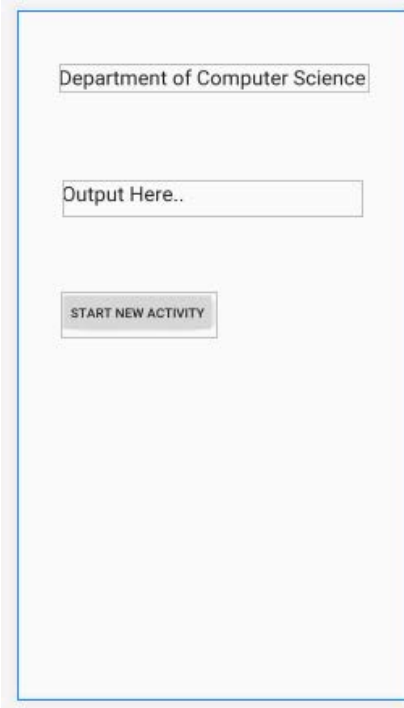 Department of Computer Science
Output Here..
START NEW ACTIVITY